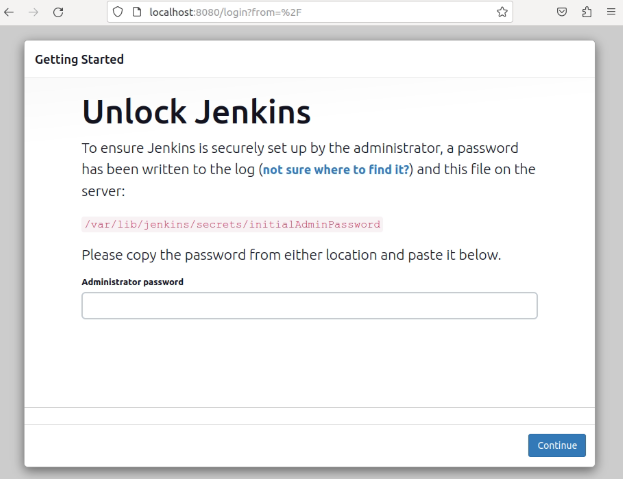 localhost:8080/login?from=%2F
Getting Started
Unlock Jenkins
To ensure Jenkins is securely set up by the administrator, a password
has been written to the log (not sure where to find it?) and this file on the
server:
/var/lib/jenkins/secrets/initialAdminPassword
Please copy the password from either location and paste it below.
Administrator password
Continue